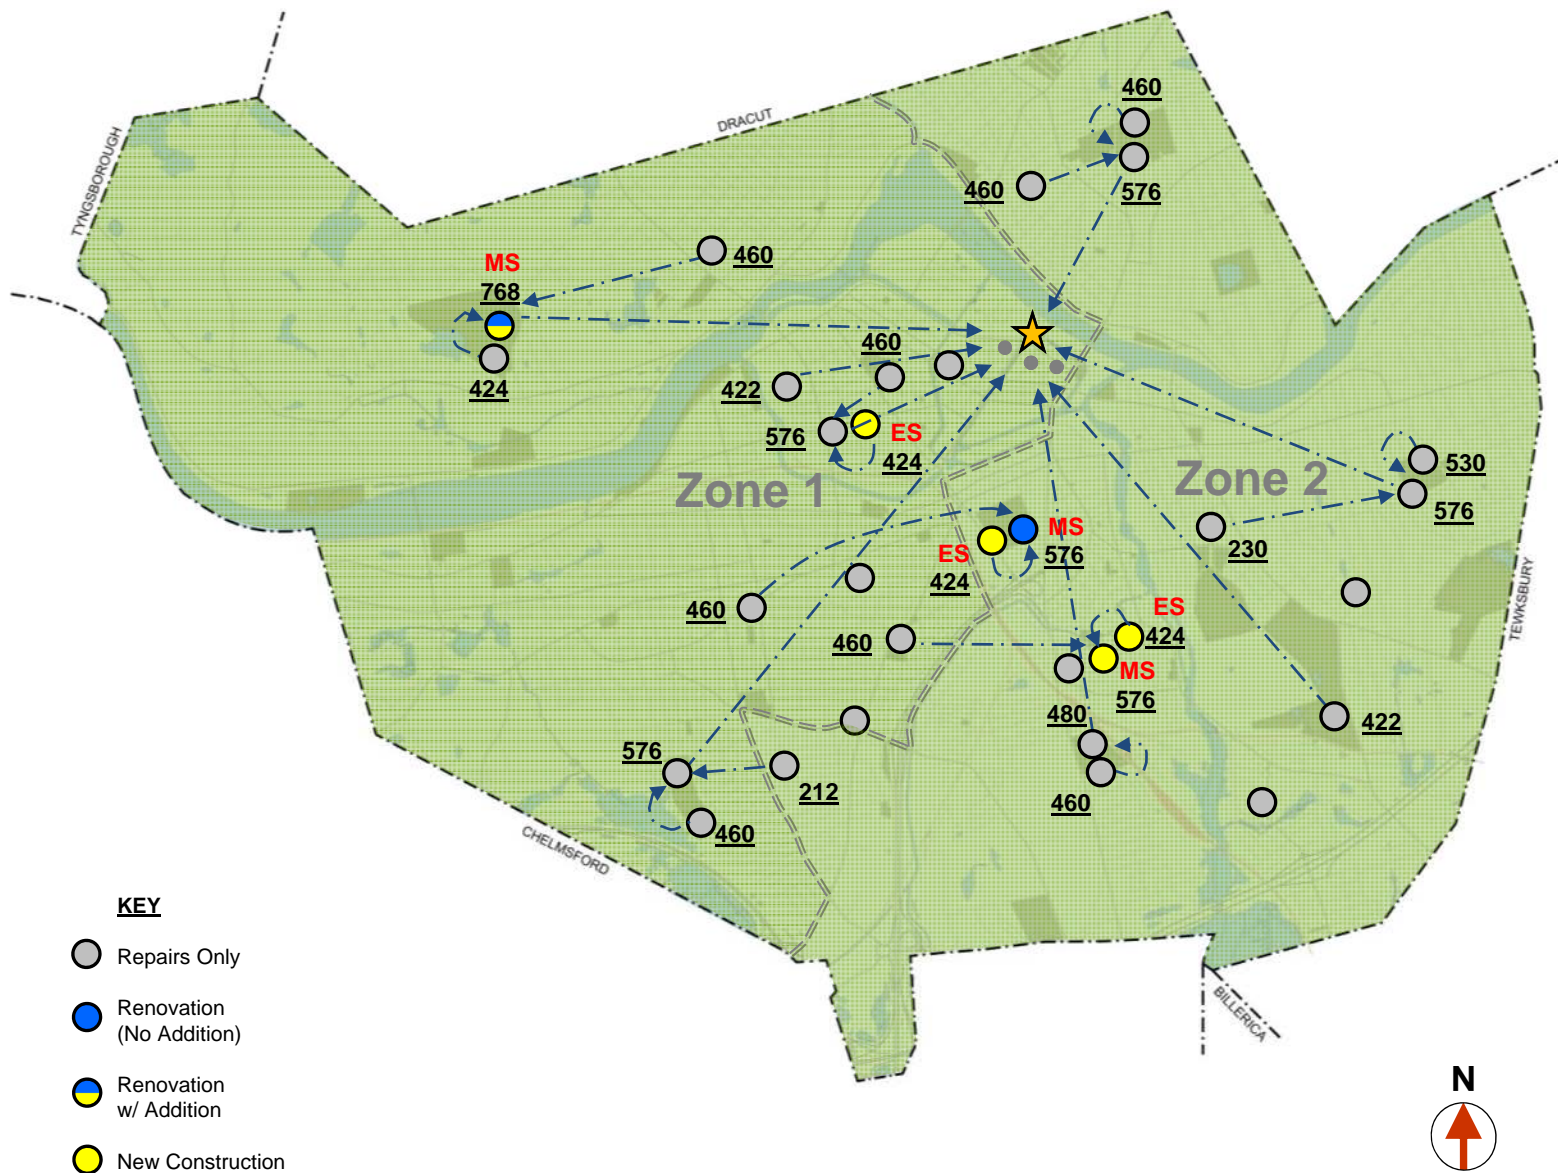 460
DRACUT
TYNGSBOROUGH
460
576
460
MS
768
460
424
422
576
ES
424
Zone 1
Zone 2
530
576
230
MS
576
ES
424
460
460
ES
424
MS
576
480
422
TEWKSBURY
576
212
460
460
CHELMSFORD
KEY
Repairs Only
Renovation
(No Addition)
Renovation
w/ Addition
New Construction
BILLERICA
N